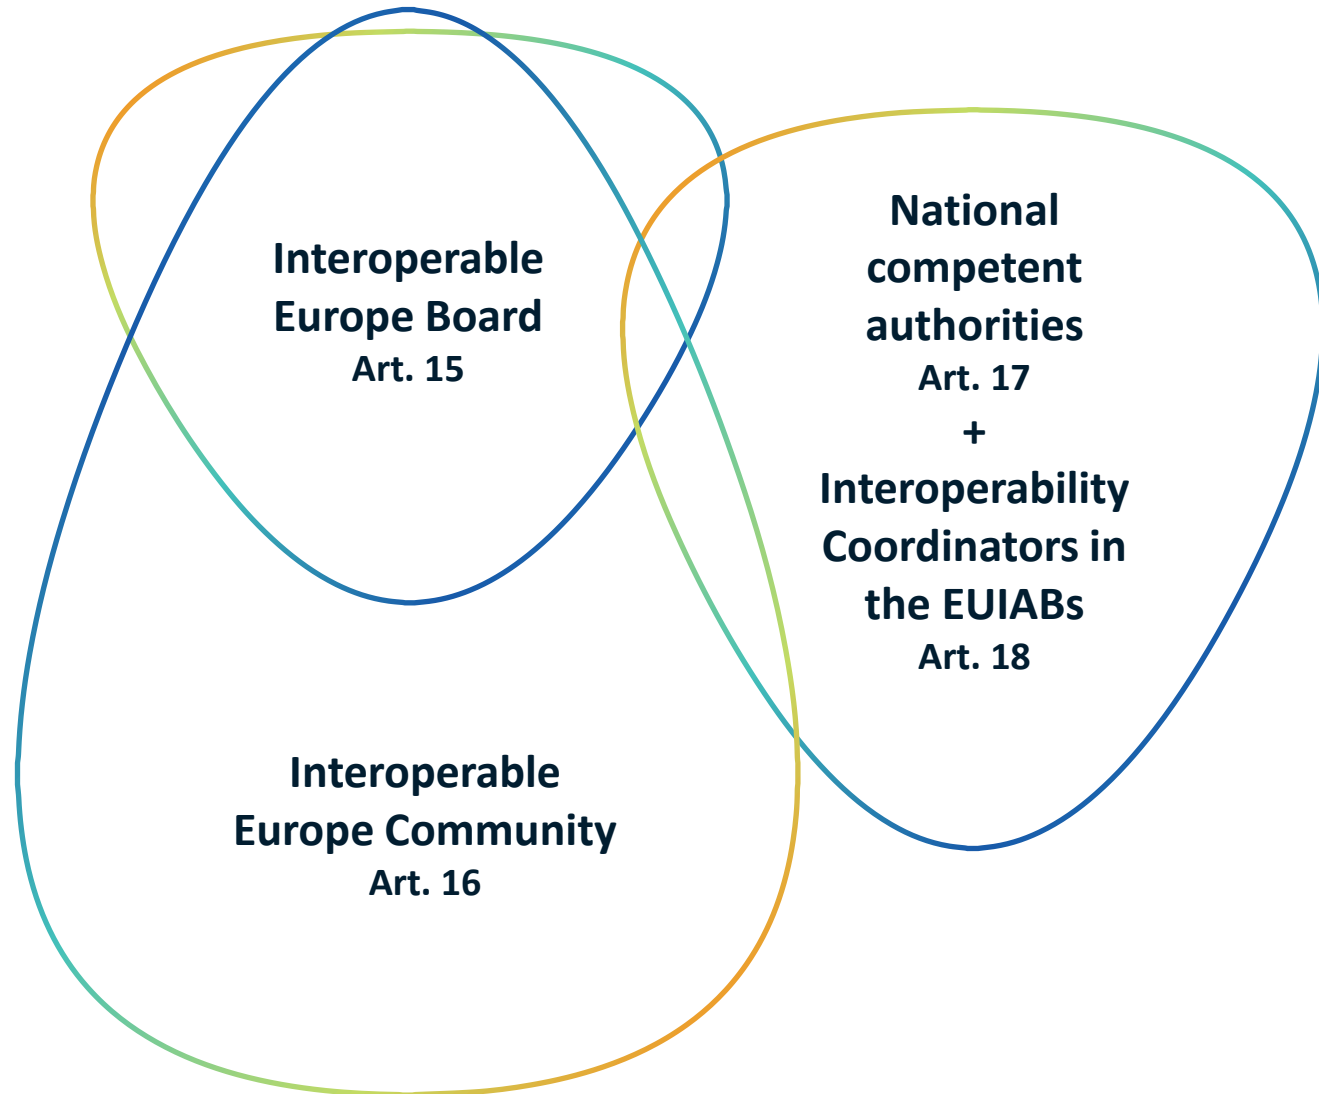 Interoperable
Europe Board
Art. 15
National
competent
authorities
Art. 17
+
Interoperability
Coordinators in
the EUIABs
Art. 18
Interoperable
Europe Community
Art. 16